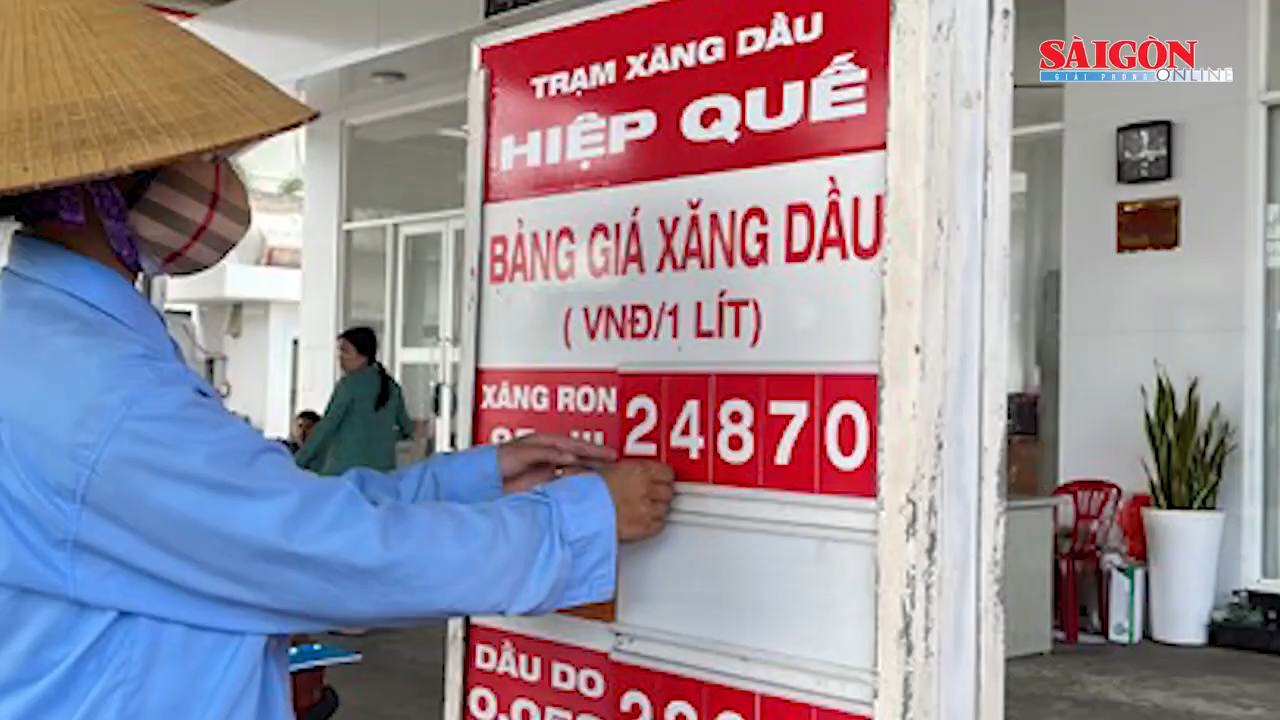 SÀIGÒN
GIẢI PHÓNG ONLINE
TRẠM XĂNG DẦU
HIỆP QUẾ
BẢNG GIÁ XĂNG DẦU
( VNĐ/1 LÍT)
XĂNG RON
24870
DẦU DO